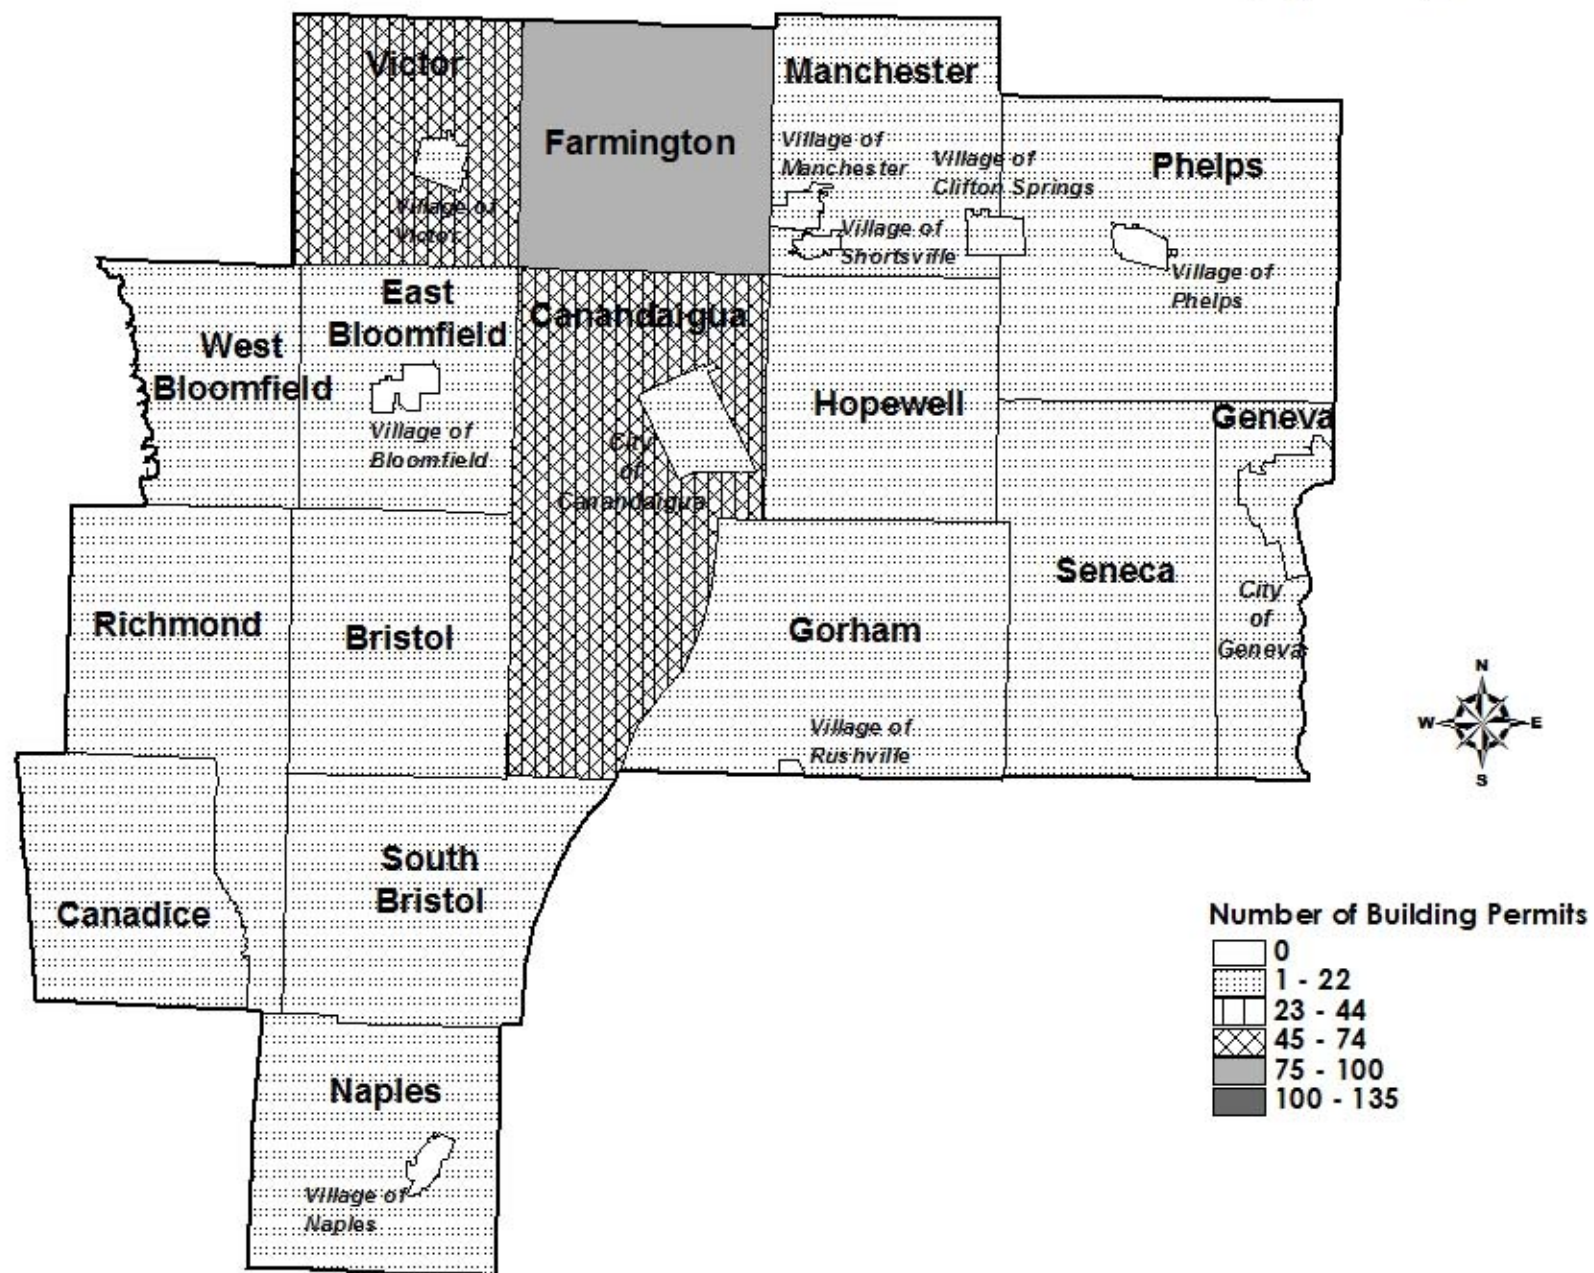 Victor
Farmington
Manchester
Village of
Manchester
Village of
Clifton Springs
Phelps
Village of
Victor
Village of
Shortsville
Village of
Phelps
East
Bloomfield
West
Bloomfield
Canandaigua
Hopewell
Geneva
Village of
Bloomfield
City
of
Canandaigua
Richmond
Bristol
Gorham
Seneca
City
of
Geneva
Village of
Rushville
N
W
E
S
South
Bristol
Canadice
Naples
Village of
Naples
Number of Building Permits
0
1 - 22
23 - 44
45 - 74
75 - 100
100 - 135